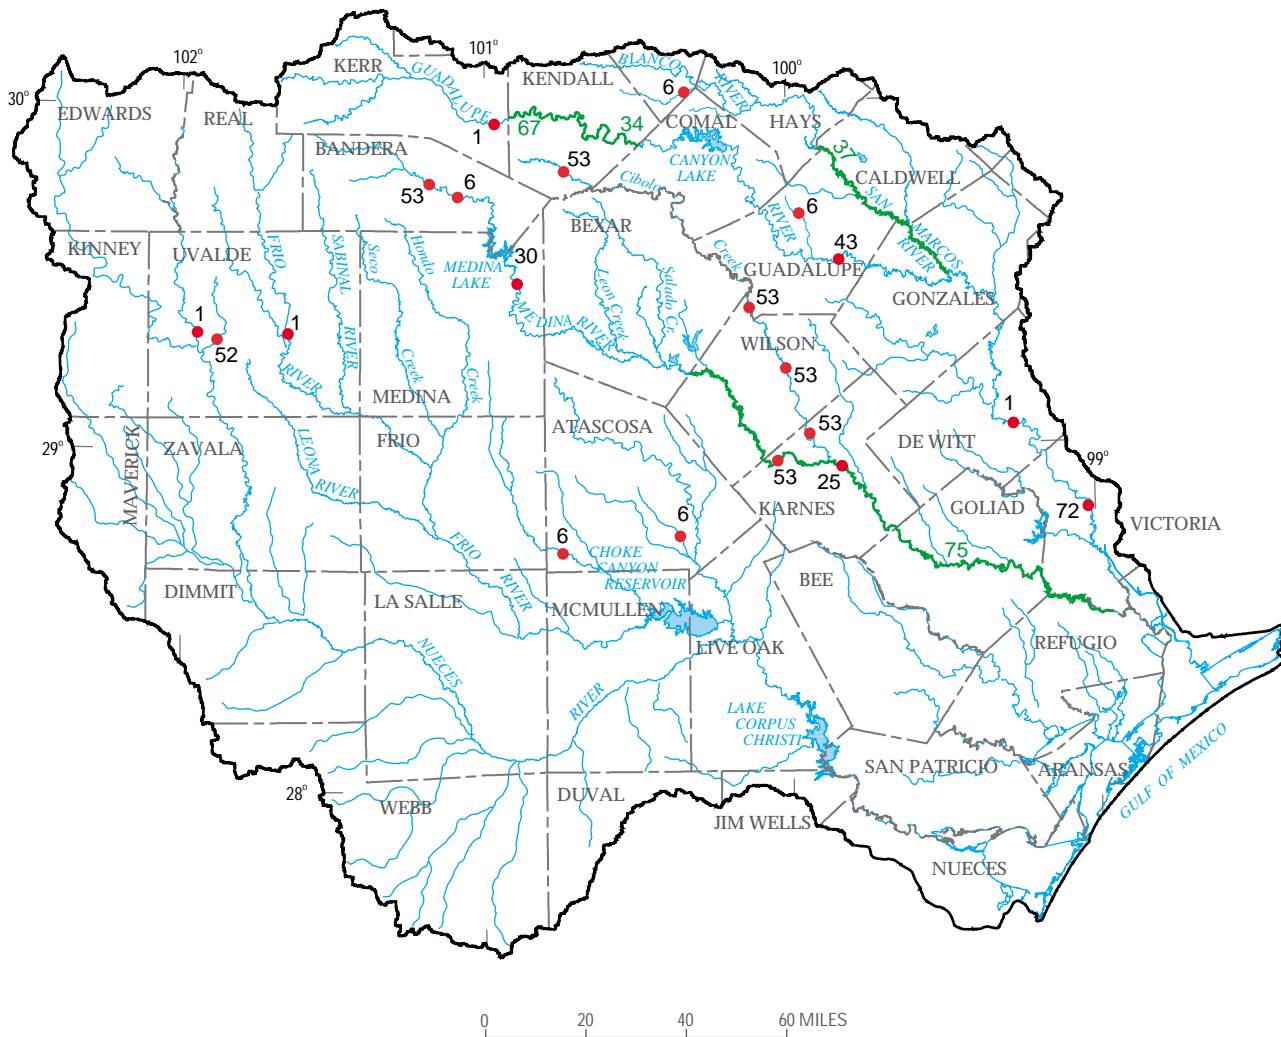 102°
101°
100°
KERR
GUADALUPE
KENDALL
BLANCO
RIVER
6
30°
EDWARDS
REAL
1
67
34
COMAL
HAYS
BANDERA
CANYON
LAKE
37
CALDWELL
53
53
6
Cibolo
SAN
MARCOS
RIVER
BEXAR
RIVER
6
KINNEY
UVALDE
FRIO
SABINAL
Seco
Hondo
MEDINA
LAKE
30
Creek
43
GUADALUPE
Leon Creek
Salado Cr.
GONZALES
MEDINA RIVER
53
1
52
1
RIVER
RIVER
Creek
Creek
WILSON
53
MEDINA
29°
MAVERICK
ZAVALA
LEONA
RIVER
FRIO
ATASCOSA
53
1
DE WITT
99°
53
25
KARNES
GOLIAD
72
VICTORIA
6
6
FRIO
RIVER
CHOKE
CANYON
RESERVOIR
75
BEE
DIMMIT
LA SALLE
MCMULLEN
NUECES
RIVER
LIVE OAK
REFUGIO
LAKE
CORPUS
CHRISTI
28°
WEBB
DUVAL
SAN PATRICIO
ARANSAS
GULF OF MEXICO
JIM WELLS
NUECES
0
20
40
60 MILES